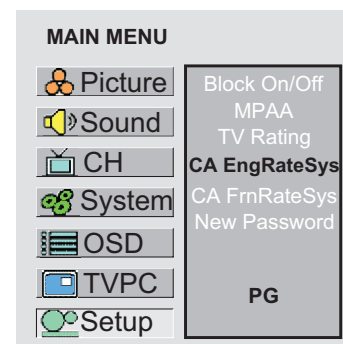 MAIN MENU
Picture
Sound
CH
System
OSD
TVPC
Setup
Block On/Off
MPAA
TV Rating
CA EngRateSys
CA FrnRateSys
New Password
PG